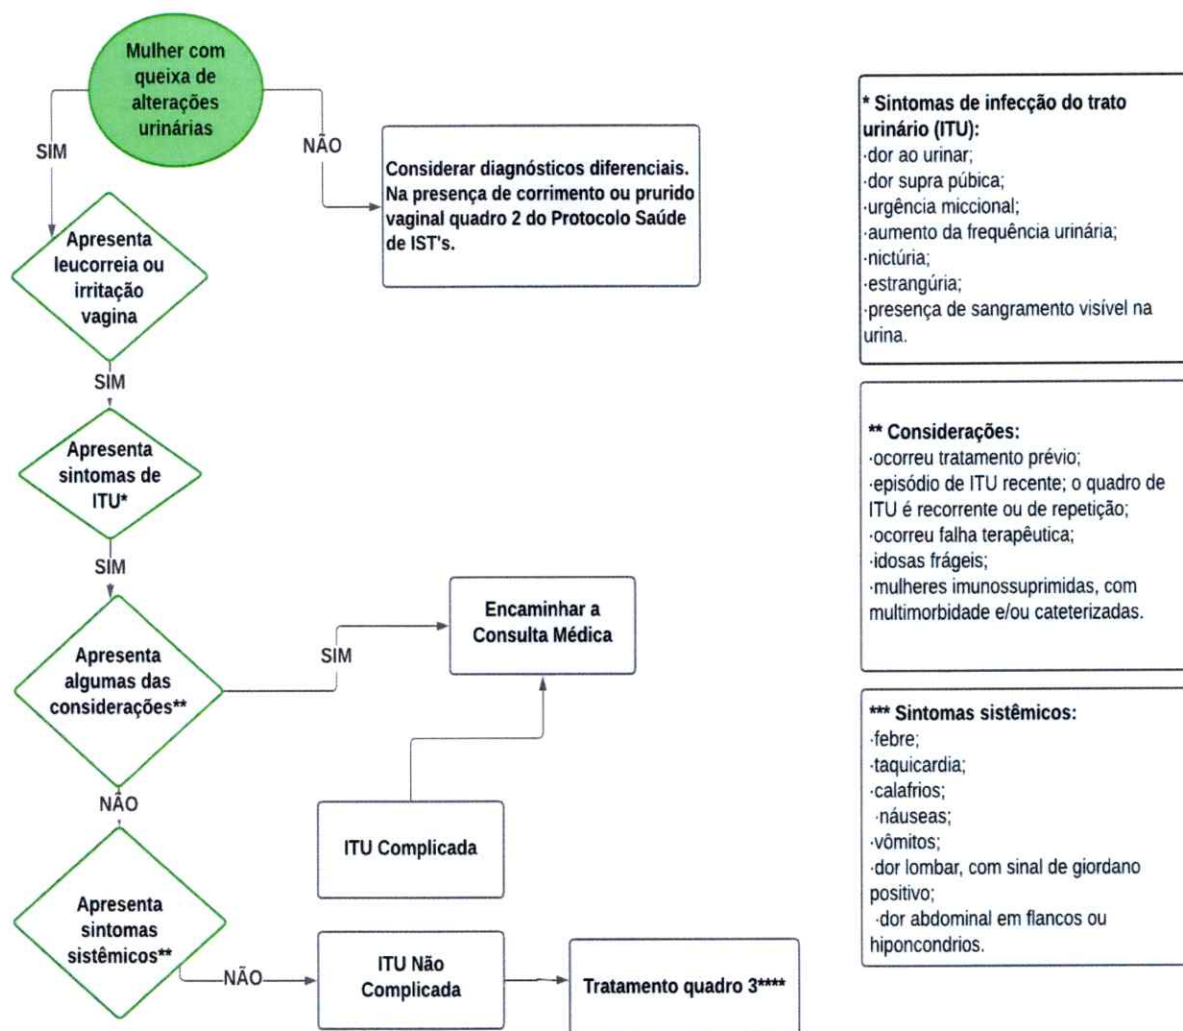 Mulher com
queixa de
alterações
urinárias
SIM
NÃO
Considerar diagnósticos diferenciais.
Na presença de corrimento ou prurido
vaginal quadro 2 do Protocolo Saúde
de IST's.
Apresenta
leucorreia ou
irritação
vagina
SIM
Apresenta
sintomas de
ITU*
SIM
Apresenta
algumas das
considerações**
SIM
Encaminhar a
Consulta Médica
NÃO
ITU Complicada
Apresenta
sintomas
sistêmicos**
NÃO
ITU Não
Complicada
Tratamento quadro 3****
* Sintomas de infecção do trato
urinário (ITU):
·dor ao urinar;
·dor supra púbica;
·urgência miccional;
·aumento da frequência urinária;
·nictúria;
·estrangúria;
·presença de sangramento visível na
urina.
** Considerações:
·ocorreu tratamento prévio;
·episódio de ITU recente; o quadro de
ITU é recorrente ou de repetição;
·ocorreu falha terapêutica;
·idosas frágeis;
·mulheres imunossuprimidas, com
multimorbidade e/ou cateterizadas.
*** Sintomas sistêmicos:
·febre;
·taquicardia;
·calafrios;
·náuseas;
·vômitos;
·dor lombar, com sinal de giordano
positivo;
·dor abdominal em flancos ou
hiponcondrios.